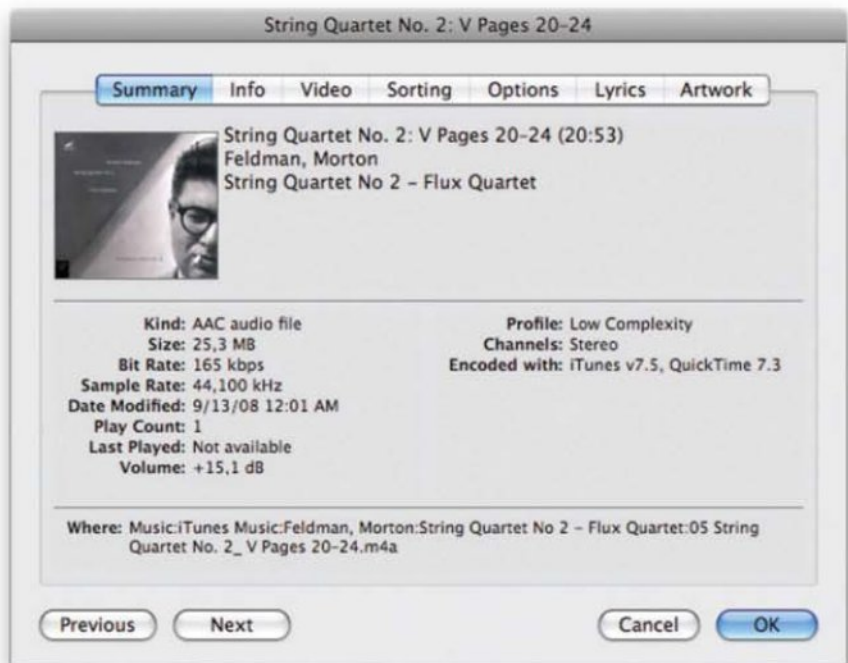 String Quartet No. 2: V Pages 20–24
Summary Info Video Sorting Options Lyrics Artwork
String Quartet No. 2: V Pages 20–24 (20:53)
Feldman, Morton
String Quartet No 2 – Flux Quartet
Kind: AAC audio file
Size: 25,3 MB
Bit Rate: 165 kbps
Sample Rate: 44,100 kHz
Date Modified: 9/13/08 12:01 AM
Play Count: 1
Last Played: Not available
Volume: +15,1 dB
Profile: Low Complexity
Channels: Stereo
Encoded with: iTunes v7.5, QuickTime 7.3
Where: Music:iTunes Music:Feldman, Morton:String Quartet No 2 – Flux Quartet:05 String
Quartet No. 2_ V Pages 20–24.m4a
Previous Next Cancel OK